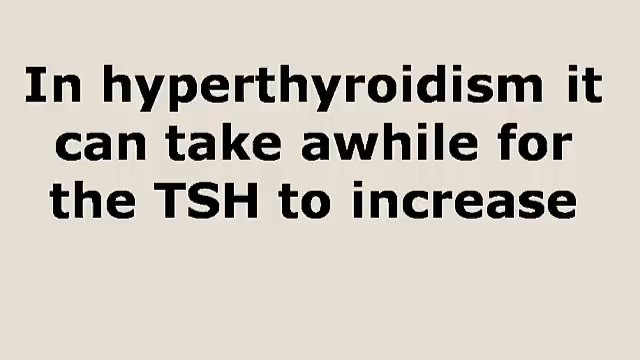 In hyperthyroidism it
can take awhile for
the TSH to increase